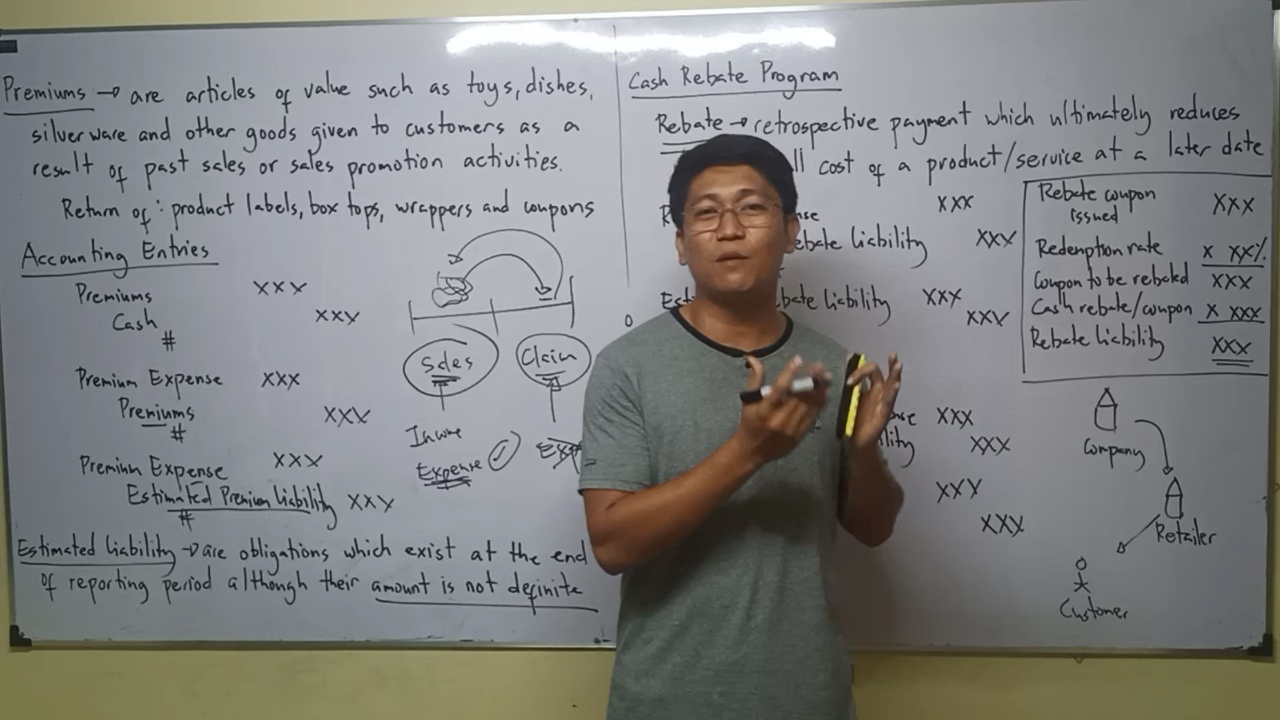 Premiums → are articles of value such as toys, dishes,
silverware and other goods given to customers as a
result of past sales or sales promotion activities.
Return of: product labels, box tops, wrappers and coupons
Accounting Entries
Premiums XXX
Cash XXX
#
Premium Expense XXX
Premiums XXX
#
Premium Expense XXX
Estimated Premium Liability XXX
#
Sales
Claim
Income
Expense
Estimated Liability → are obligations which exist at the end
of reporting period although their amount is not definite
Cash Rebate Program
Rebate → retrospective payment which ultimately reduces
cost of a product/service at a later date
XXX
Liability XXX
Liability XXX
XXX
XXX
XXX
XXX
XXX
Rebate coupon
issued XXX
Redemption rate X XX%
Coupon to be rebated XXX
Cash rebate/coupon X XXX
Rebate liability XXX
Company
Retailer
Customer